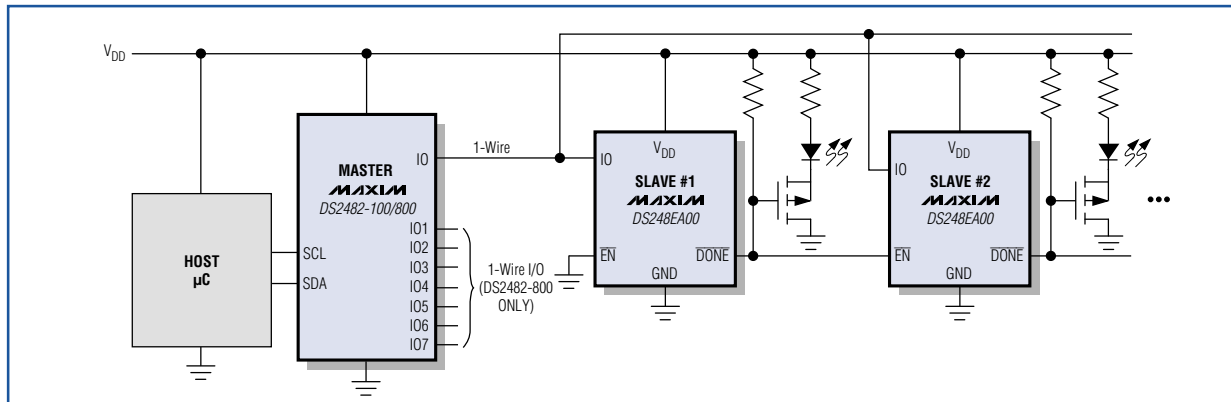 VDD
1-Wire
MASTER
MAXIM
DS2482-100/800
IO
IO1
IO2
IO3
IO4
IO5
IO6
IO7
SCL
SDA
HOST
µC
1-Wire I/O
(DS2482-800
ONLY)
IO
VDD
SLAVE #1
MAXIM
DS248EA00
EN
DONE
GND
IO
VDD
SLAVE #2
MAXIM
DS248EA00
EN
DONE
GND
•••